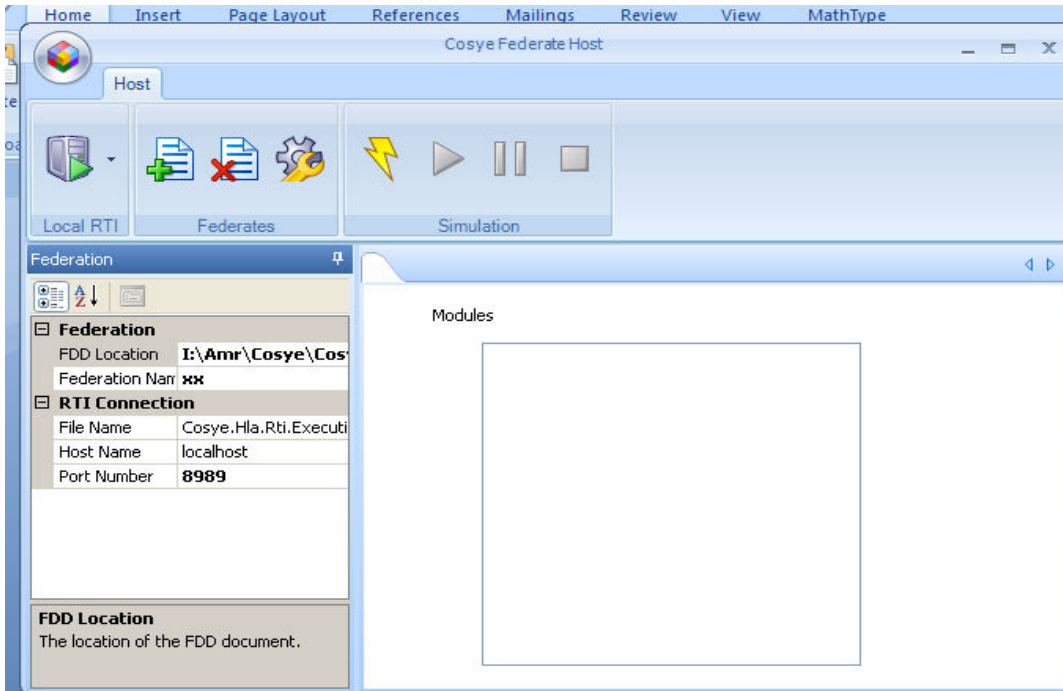 Home Insert Page Layout References Mailings Review View MathType
Cosye Federate Host
Host
Local RTI Federates Simulation
Federation
Modules
Federation
FDD Location I:\Amr\Cosye\Cos
Federation Nam xx
RTI Connection
File Name Cosye.Hla.Rti.Executi
Host Name localhost
Port Number 8989
FDD Location
The location of the FDD document.